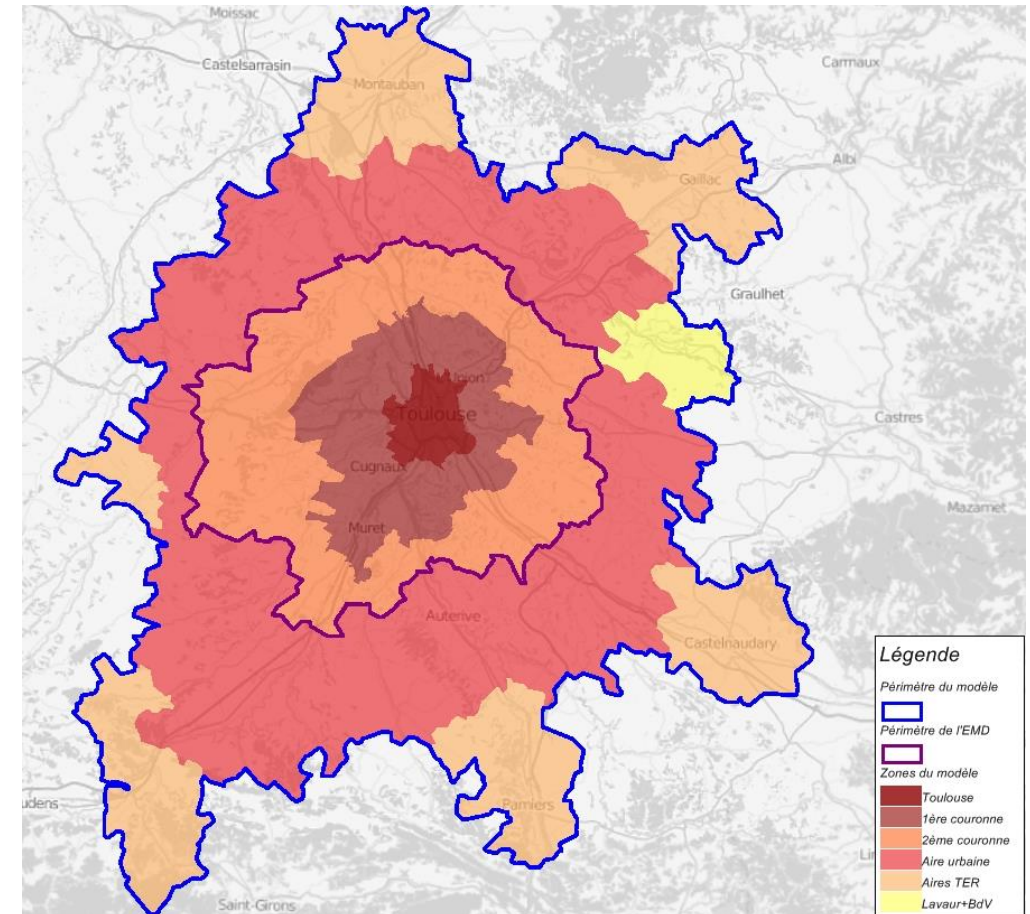 Moissac
Castelsarrasin
Carmaux
Montauban
Albi
Gaillac
Graulhet
Union
Toulouse
Castres
Cugnaux
Mazamet
Muret
Auterive
Castelnaudary
udens
Pamiers
Saint-Girons
Li
Légende
Périmètre du modèle
Périmètre de l'EMD
Zones du modèle
Toulouse
1ère couronne
2ème couronne
Aire urbaine
Aires TER
Lavaur+BdV